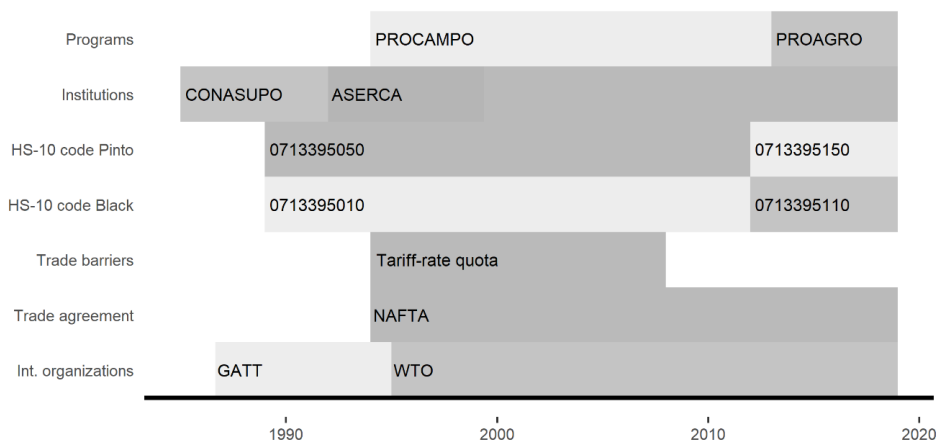 Programs PROCAMPO PROAGRO
Institutions CONASUPO ASERCA
HS-10 code Pinto 0713395050 0713395150
HS-10 code Black 0713395010 0713395110
Trade barriers Tariff-rate quota
Trade agreement NAFTA
Int. organizations GATT WTO
1990 2000 2010 2020